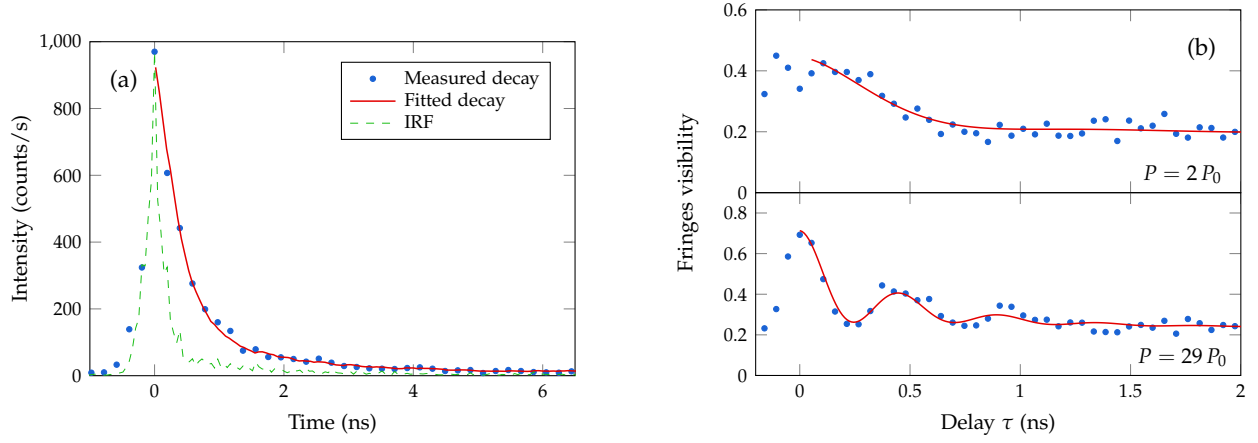 (a)
Measured decay
Fitted decay
IRF
1,000
800
600
400
200
0
Intensity (counts/s)
0 2 4 6
Time (ns)
(b)
0.6
0.4
0.2
0
P = 2 P₀
0.8
0.6
0.4
0.2
0
P = 29 P₀
Fringes visibility
0 0.5 1 1.5 2
Delay τ (ns)